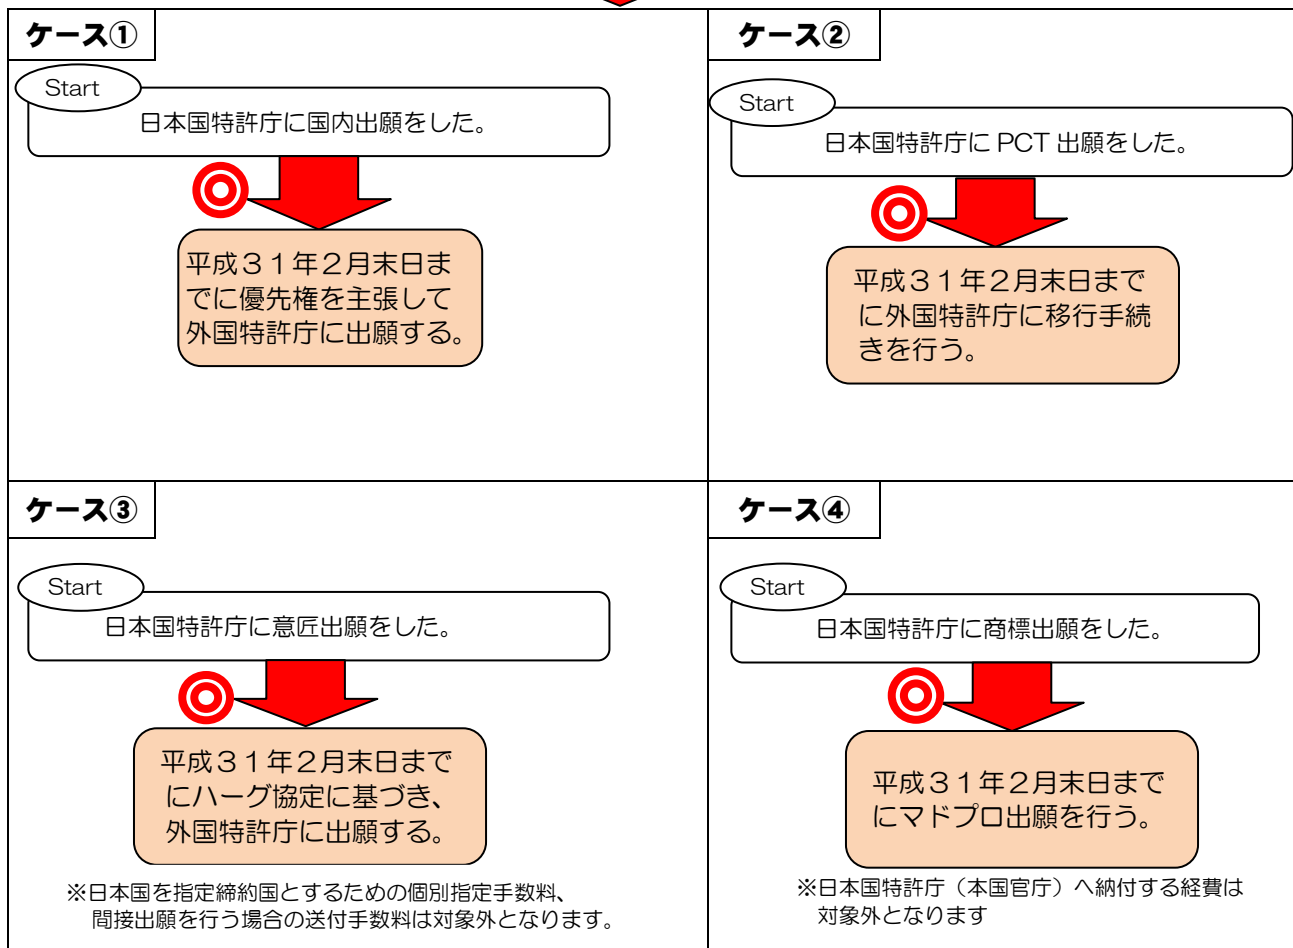 ケース①
Start
日本国特許庁に国内出願をした。
平成３１年２月末日ま
でに優先権を主張して
外国特許庁に出願する。
ケース②
Start
日本国特許庁に PCT 出願をした。
平成３１年２月末日まで
に外国特許庁に移行手続
きを行う。
ケース③
Start
日本国特許庁に意匠出願をした。
平成３１年２月末日まで
にハーグ協定に基づき、
外国特許庁に出願する。
※日本国を指定締約国とするための個別指定手数料、
間接出願を行う場合の送付手数料は対象外となります。
ケース④
Start
日本国特許庁に商標出願をした。
平成３１年２月末日まで
にマドプロ出願を行う。
※日本国特許庁（本国官庁）へ納付する経費は
対象外となります